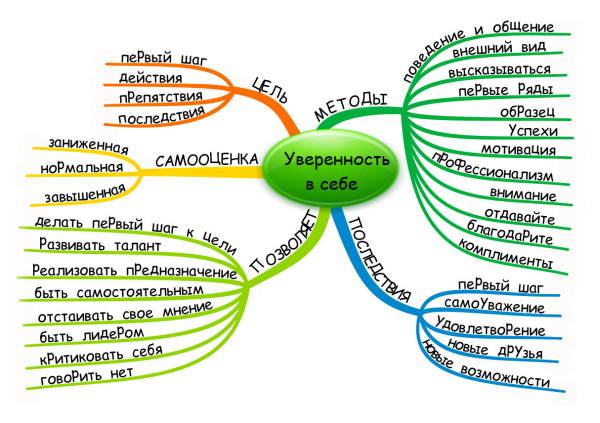 Уверенность
в себе
ЦЕЛЬ
пеРвый шаг
действия
пРепятствия
последствия
САМООЦЕНКА
заниженная
ноРмальная
завышенная
ПОЗВОЛЯЕТ
делать пеРвый шаг к цели
Развивать талант
Реализовать пРедназначение
быть самостоятельным
отстаивать свое мнение
быть лидеРом
кРитиковать себя
говоРить нет
МЕТОДЫ
поведение и обЩение
внешний вид
высказываться
пеРвые Ряды
обРазец
Успехи
мотивация
пРоФессионализм
внимание
отдавайте
благодаРите
комплименты
ПОСЛЕДСТВИЯ
пеРвый шаг
самоУважение
УдовлетвоРение
новые дРУзья
новые возможности